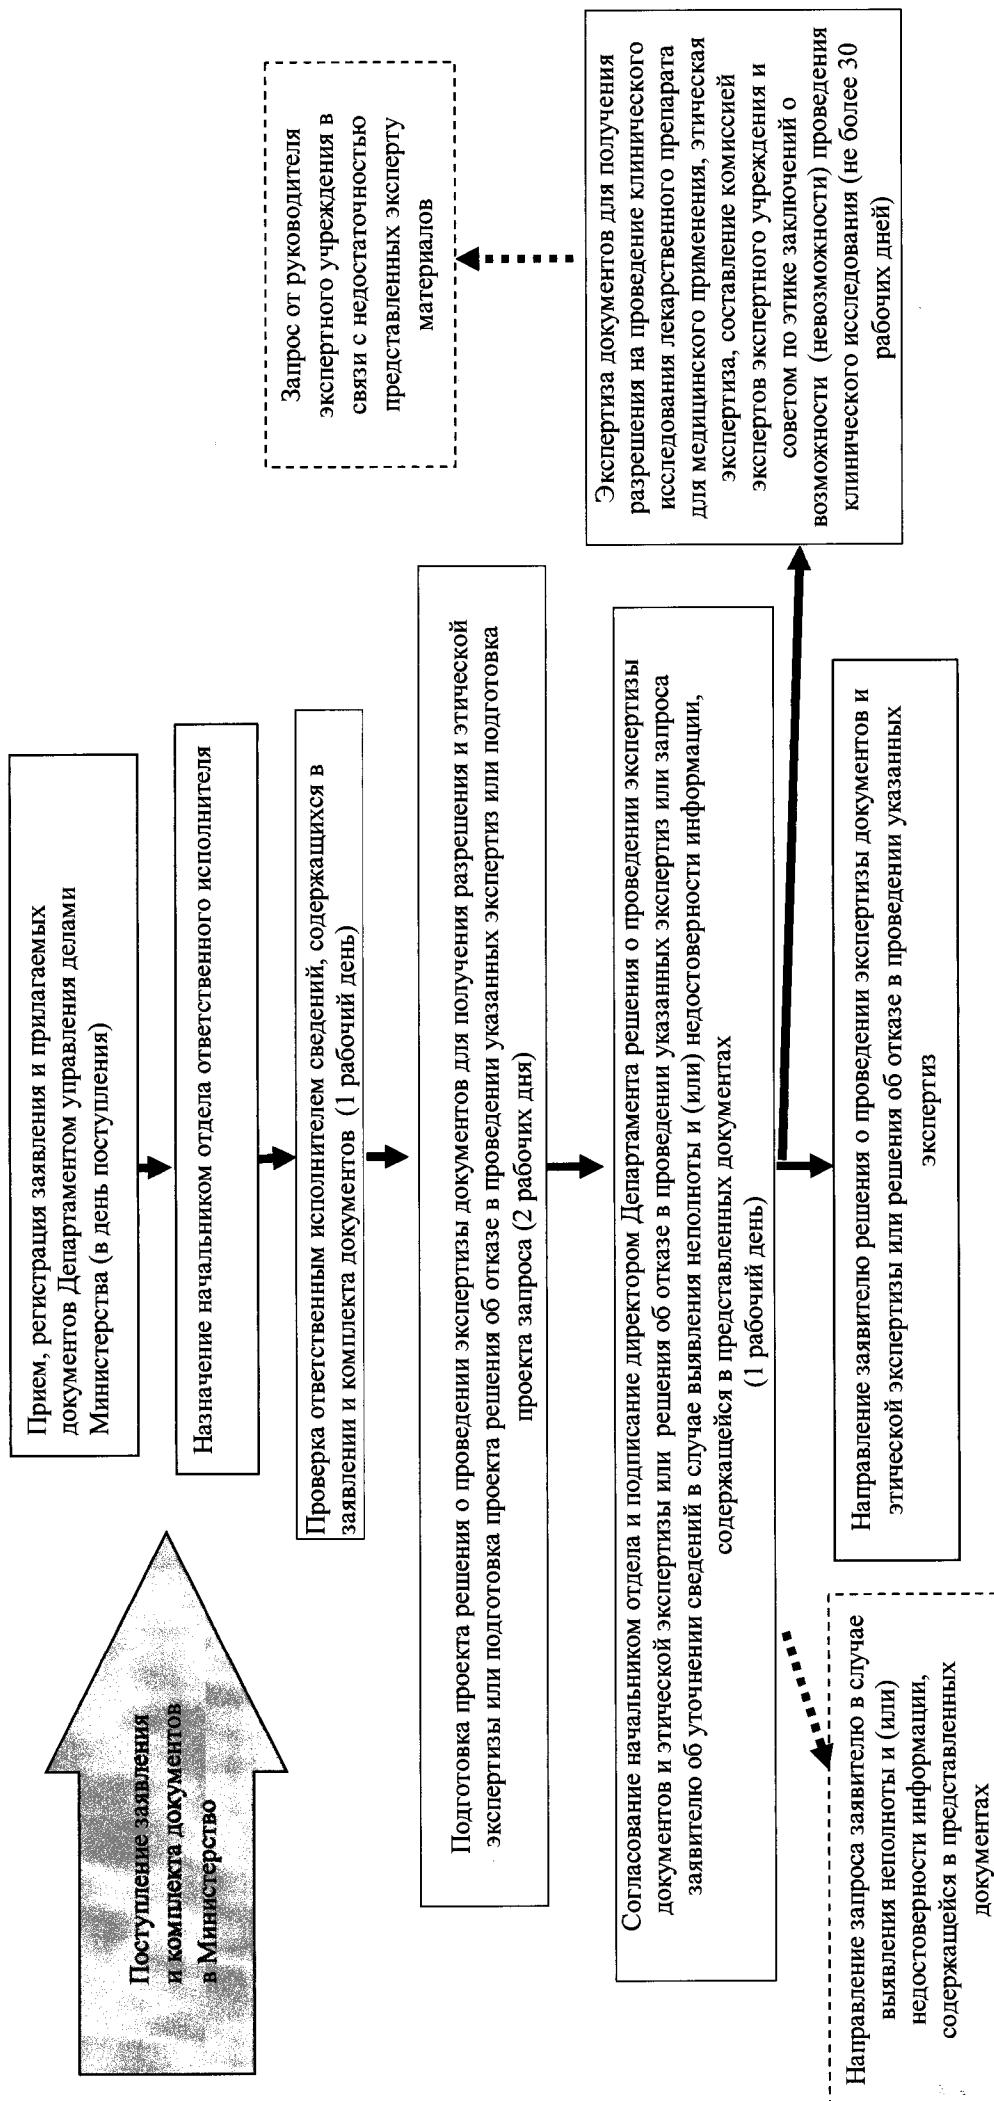 Поступление заявления
и комплекта документов
в Министерство
Прием, регистрация заявления и прилагаемых
документов Департаментом управления делами
Министерства (в день поступления)
Назначение начальником отдела ответственного исполнителя
Проверка ответственным исполнителем сведений, содержащихся в
заявлении и комплекта документов (1 рабочий день)
Подготовка проекта решения о проведении экспертизы документов для получения разрешения и этической
экспертизы или подготовка проекта решения об отказе в проведении указанных экспертиз или подготовка
проекта запроса (2 рабочих дня)
Согласование начальником отдела и подписание директором Департамента решения о проведении экспертизы
документов и этической экспертизы или решения об отказе в проведении указанных экспертиз или запроса
заявителю об уточнении сведений в случае выявления неполноты и (или) недостоверности информации,
содержащейся в представленных документах
(1 рабочий день)
Направление запроса заявителю в случае
выявления неполноты и (или)
недостоверности информации,
содержащейся в представленных
документах
Направление заявителю решения о проведении экспертизы документов и
этической экспертизы или решения об отказе в проведении указанных
экспертиз
Запрос от руководителя
экспертного учреждения в
связи с недостаточностью
представленных эксперту
материалов
Экспертиза документов для получения
разрешения на проведение клинического
исследования лекарственного препарата
для медицинского применения, этическая
экспертиза, составление комиссией
экспертов экспертного учреждения и
советом по этике заключений о
возможности (невозможности) проведения
клинического исследования (не более 30
рабочих дней)